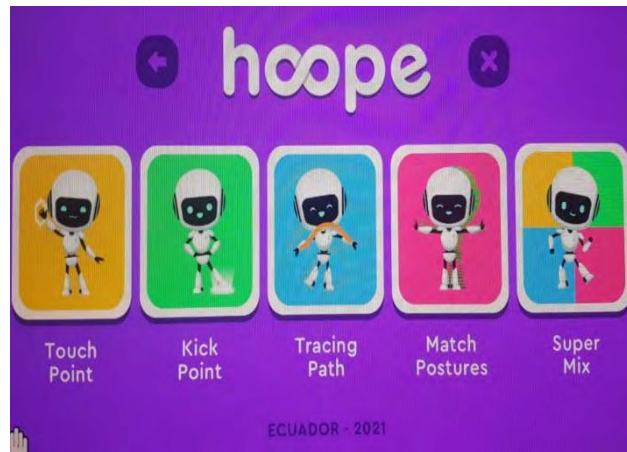 hoope
Touch
Point
Kick
Point
Tracing
Path
Match
Postures
Super
Mix
ECUADOR - 2021